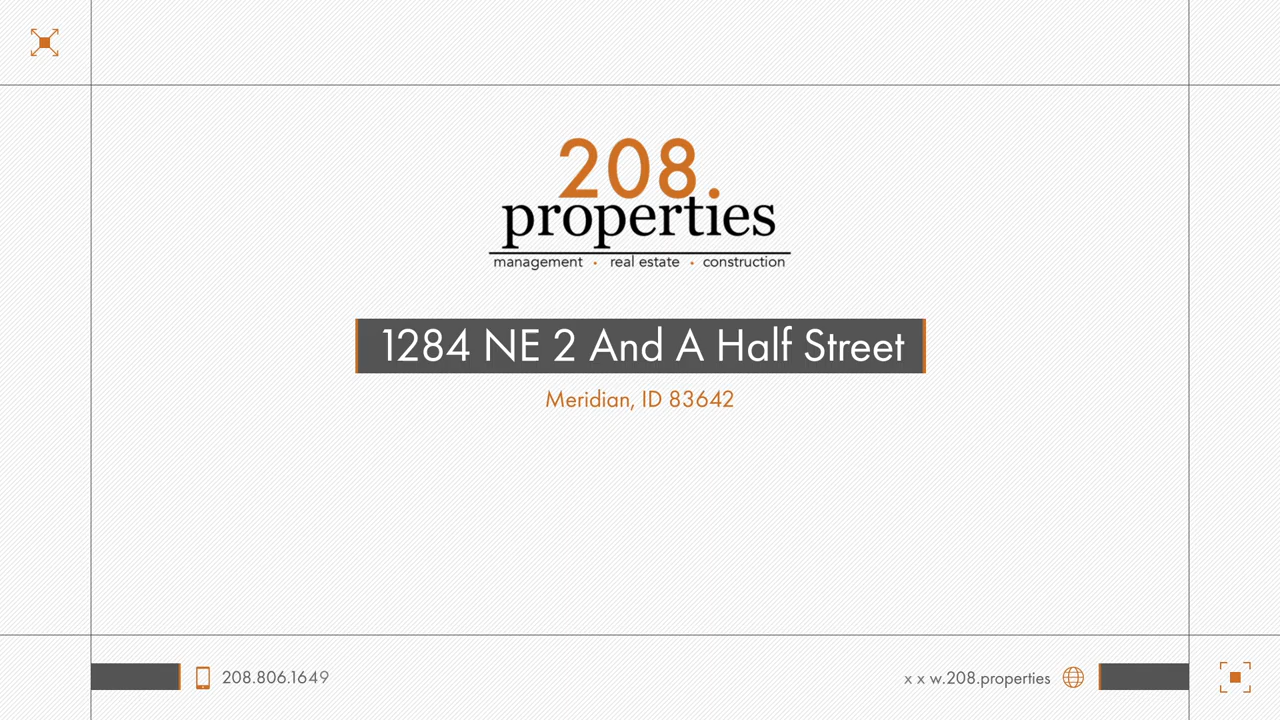 208.
properties
management • real estate • construction
1284 NE 2 And A Half Street
Meridian, ID 83642
208.806.1649
x x w.208.properties